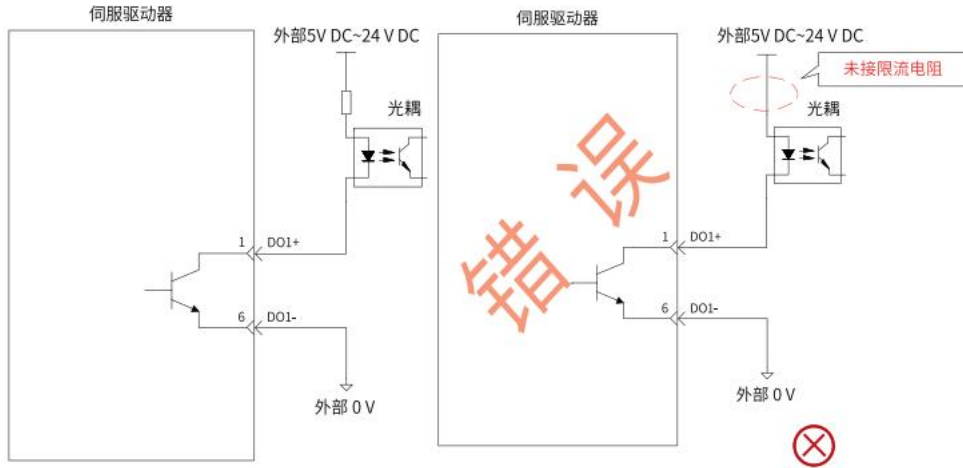 伺服驱动器
外部5V DC~24 V DC
光耦
1 DO1+
6 DO1-
外部 0 V
伺服驱动器
外部5V DC~24 V DC
未接限流电阻
光耦
错误
1 DO1+
6 DO1-
外部 0 V